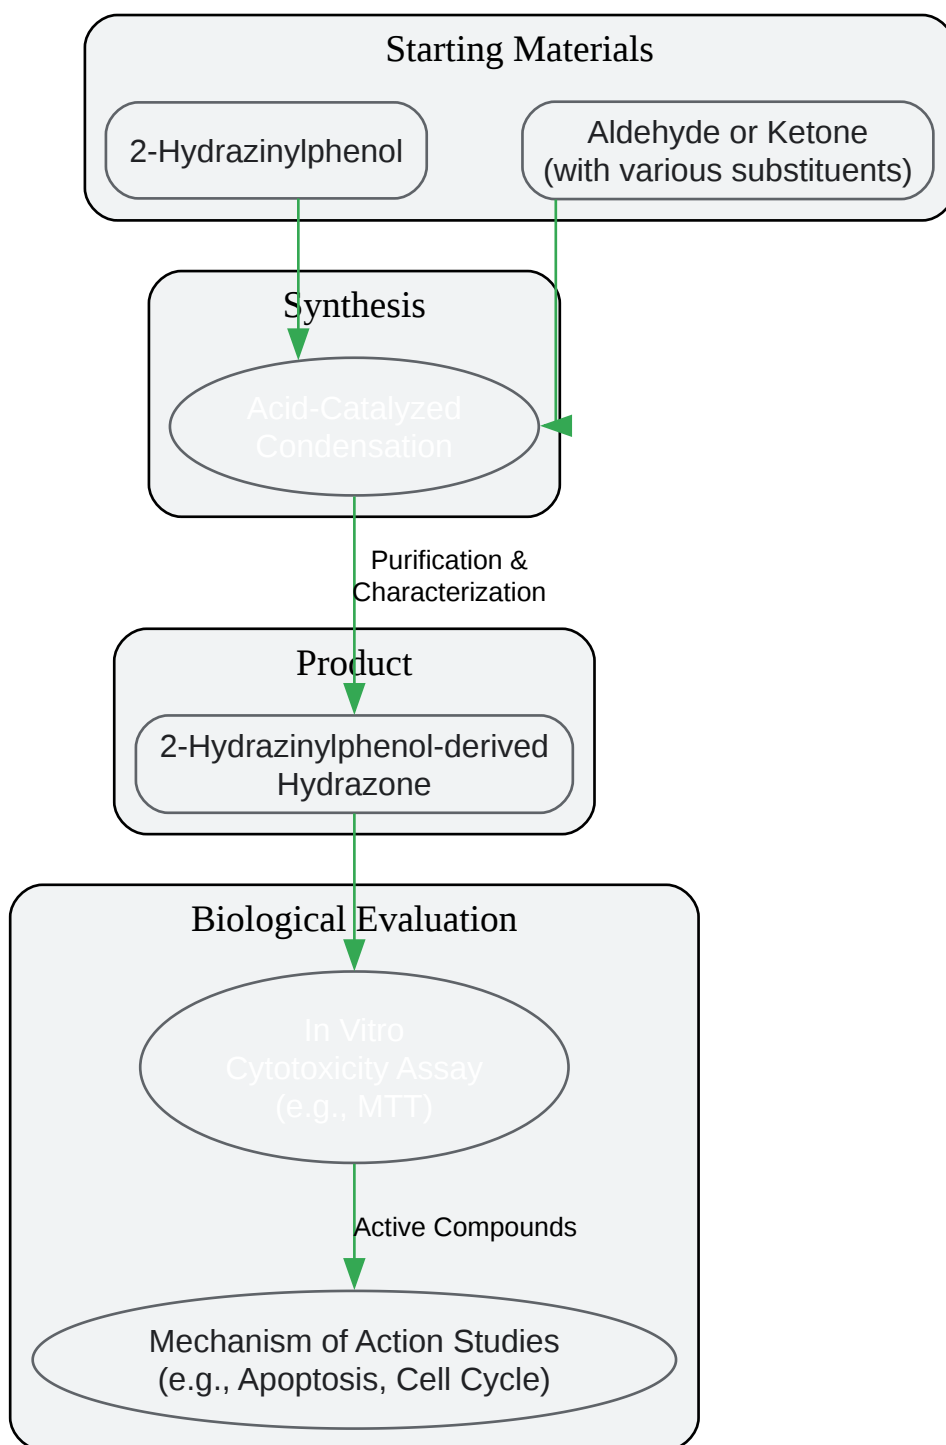 Starting Materials
2-Hydrazinylphenol
Aldehyde or Ketone
(with various substituents)
Synthesis
Acid-Catalyzed
Condensation
Purification &
Characterization
Product
2-Hydrazinylphenol-derived
Hydrazone
Biological Evaluation
In Vitro
Cytotoxicity Assay
(e.g., MTT)
Active Compounds
Mechanism of Action Studies
(e.g., Apoptosis, Cell Cycle)